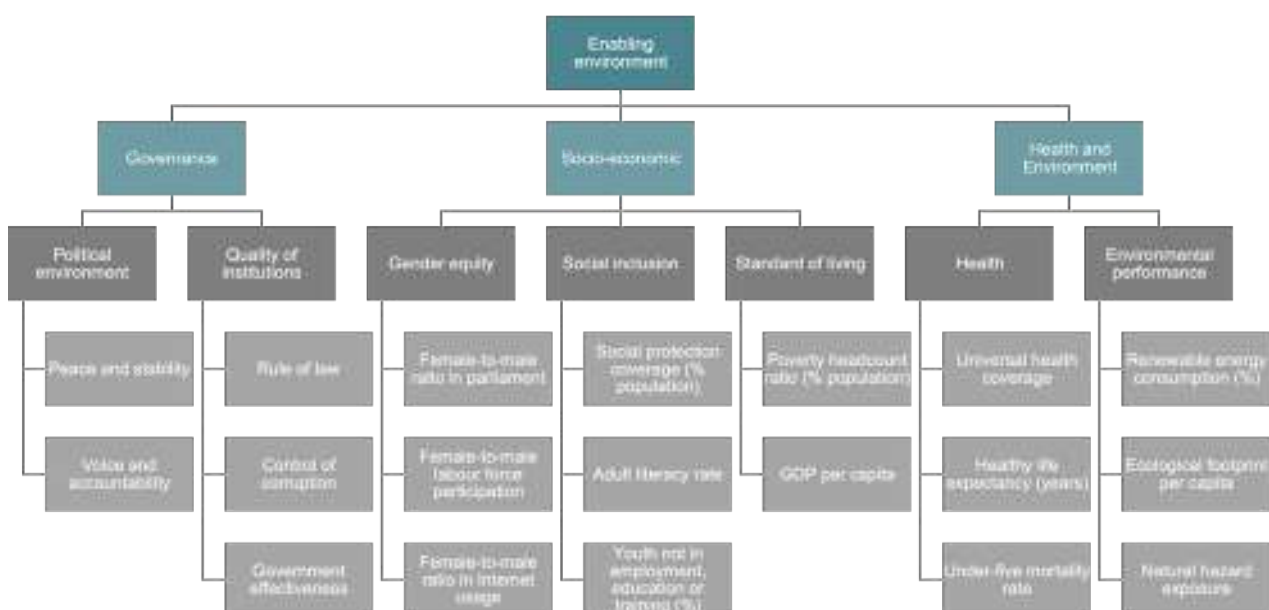 Enabling
environment
Governance
Socio-economic
Health and
Environment
Political
environment
Quality of
institutions
Gender equity
Social inclusion
Standard of living
Health
Environmental
performance
Peace and stability
Rule of law
Female-to-male
ratio in parliament
Social protection
coverage (%
population)
Poverty headcount
ratio (% population)
Universal health
coverage
Renewable energy
consumption (%)
Voice and
accountability
Control of
corruption
Female-to-male
labour force
participation
Adult literacy rate
GDP per capita
Healthy life
expectancy (years)
Ecological footprint
per capita
Government
effectiveness
Female-to-male
ratio in Internet
usage
Youth not in
employment,
education or
training (%)
Under-five mortality
rate
Natural hazard
exposure